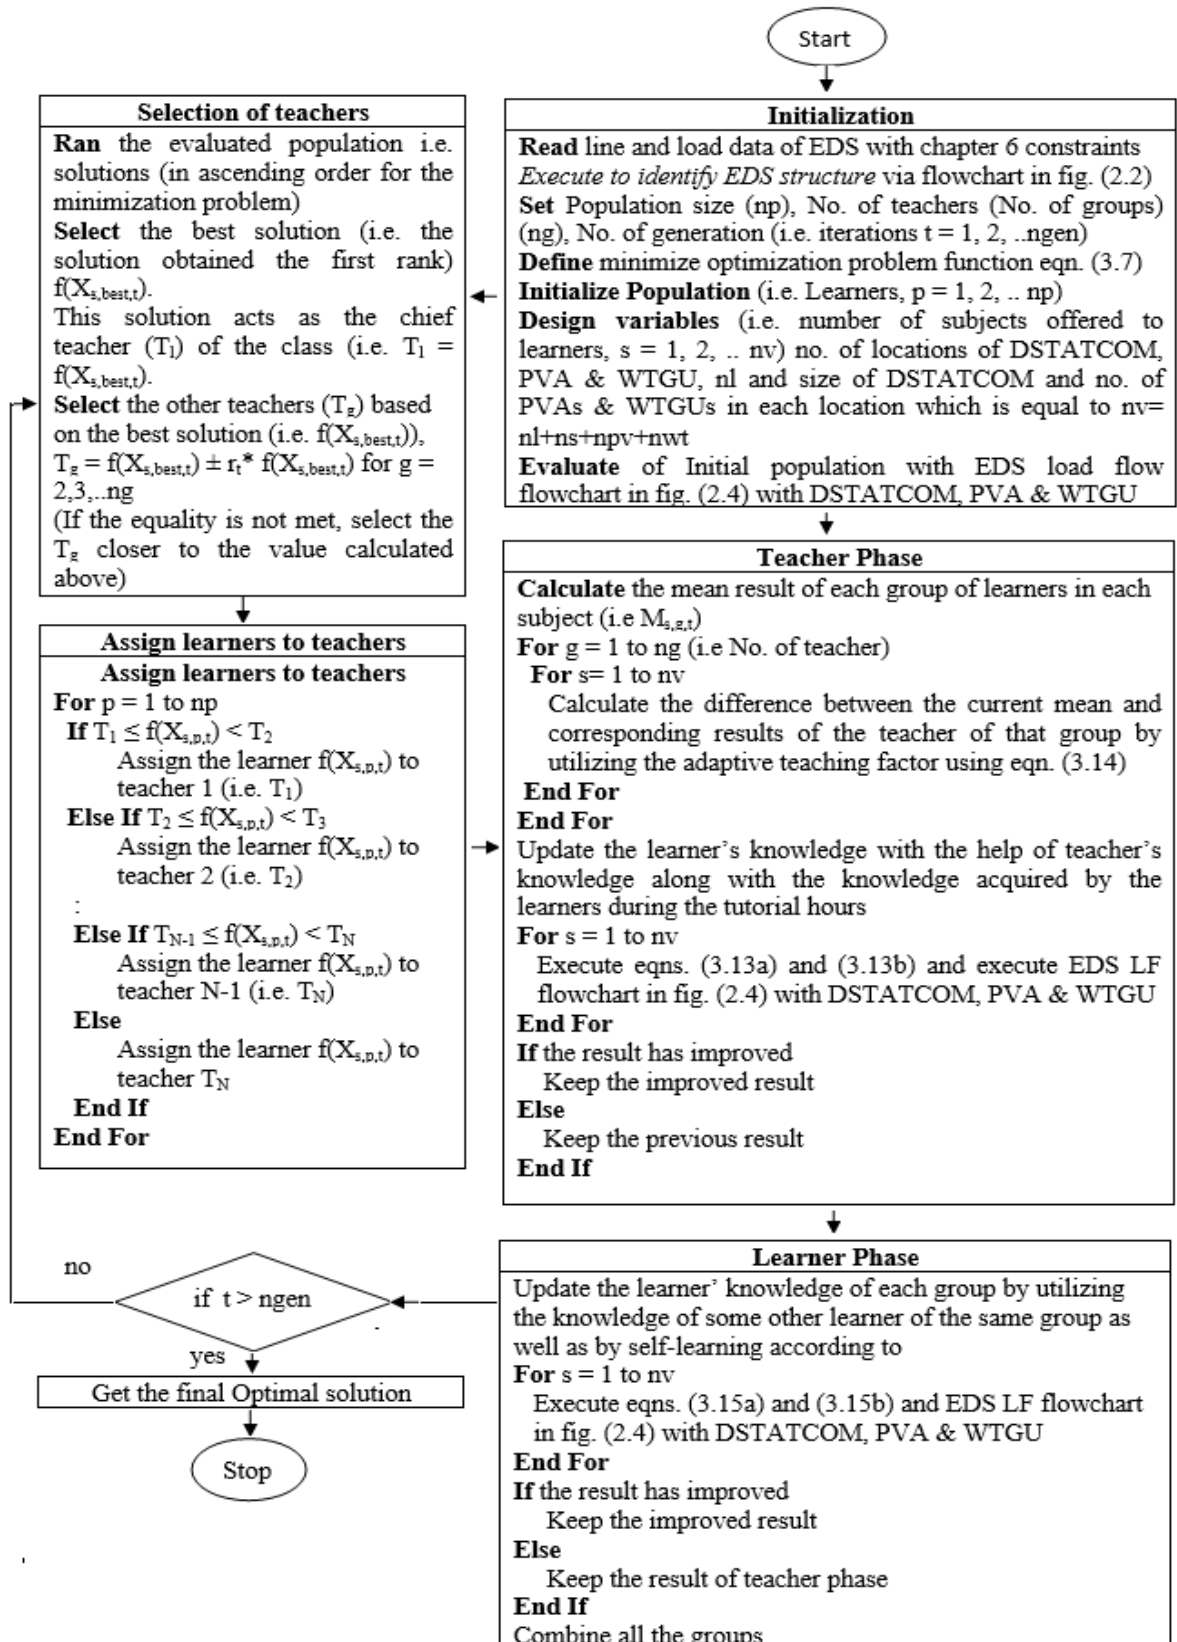 Start
Initialization
Read line and load data of EDS with chapter 6 constraints
Execute to identify EDS structure via flowchart in fig. (2.2)
Set Population size (np), No. of teachers (No. of groups)
(ng), No. of generation (i.e. iterations t = 1, 2, ..ngen)
Define minimize optimization problem function eqn. (3.7)
Initialize Population (i.e. Learners, p = 1, 2, .. np)
Design variables (i.e. number of subjects offered to
learners, s = 1, 2, .. nv) no. of locations of DSTATCOM,
PVA & WTGU, nl and size of DSTATCOM and no. of
PVAs & WTGUs in each location which is equal to nv=
nl+ns+npv+nwt
Evaluate of Initial population with EDS load flow
flowchart in fig. (2.4) with DSTATCOM, PVA & WTGU
Selection of teachers
Ran the evaluated population i.e.
solutions (in ascending order for the
minimization problem)
Select the best solution (i.e. the
solution obtained the first rank)
f(Xs,best,t).
This solution acts as the chief
teacher (T1) of the class (i.e. T1 =
f(Xs,best,t).
Select the other teachers (Tg) based
on the best solution (i.e. f(Xs,best,t)),
Tg = f(Xs,best,t) ± rt* f(Xs,best,t) for g =
2,3,..ng
(If the equality is not met, select the
Tg closer to the value calculated
above)
Assign learners to teachers
Assign learners to teachers
For p = 1 to np
If T1 ≤ f(Xs,p,t) < T2
Assign the learner f(Xs,p,t) to
teacher 1 (i.e. T1)
Else If T2 ≤ f(Xs,p,t) < T3
Assign the learner f(Xs,p,t) to
teacher 2 (i.e. T2)
:
Else If TN-1 ≤ f(Xs,p,t) < TN
Assign the learner f(Xs,p,t) to
teacher N-1 (i.e. TN)
Else
Assign the learner f(Xs,p,t) to
teacher TN
End If
End For
Teacher Phase
Calculate the mean result of each group of learners in each
subject (i.e Ms,g,t)
For g = 1 to ng (i.e No. of teacher)
For s= 1 to nv
Calculate the difference between the current mean and
corresponding results of the teacher of that group by
utilizing the adaptive teaching factor using eqn. (3.14)
End For
End For
Update the learner's knowledge with the help of teacher's
knowledge along with the knowledge acquired by the
learners during the tutorial hours
For s = 1 to nv
Execute eqns. (3.13a) and (3.13b) and execute EDS LF
flowchart in fig. (2.4) with DSTATCOM, PVA & WTGU
End For
If the result has improved
Keep the improved result
Else
Keep the previous result
End If
Learner Phase
Update the learner' knowledge of each group by utilizing
the knowledge of some other learner of the same group as
well as by self-learning according to
For s = 1 to nv
Execute eqns. (3.15a) and (3.15b) and EDS LF flowchart
in fig. (2.4) with DSTATCOM, PVA & WTGU
End For
If the result has improved
Keep the improved result
Else
Keep the result of teacher phase
End If
Combine all the groups
no
if t > ngen
yes
Get the final Optimal solution
Stop